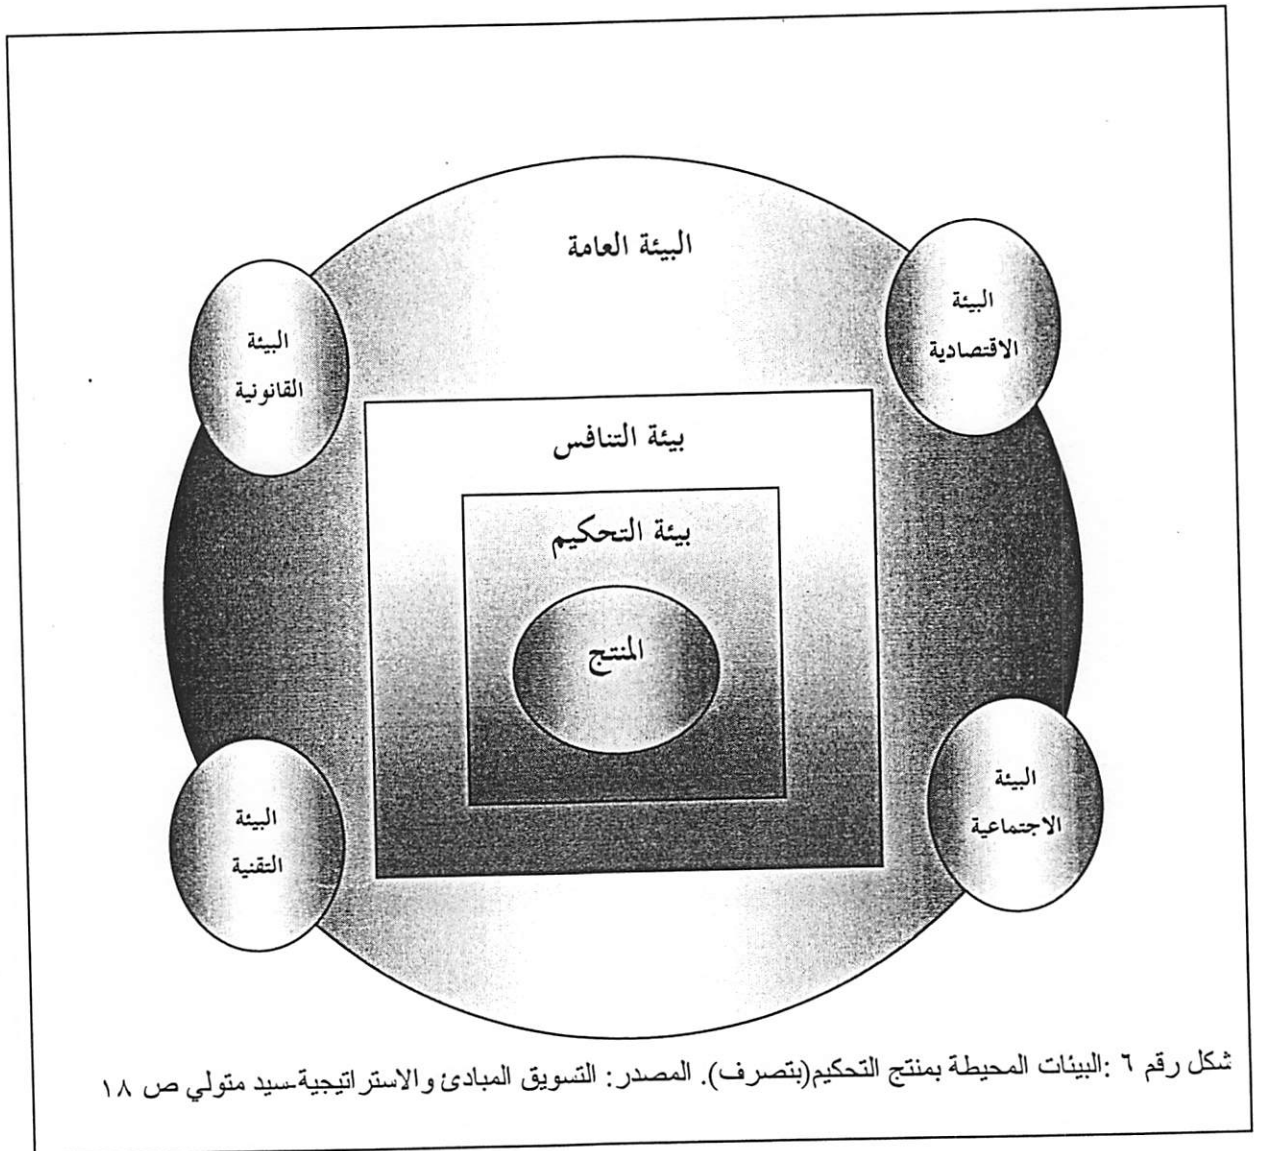 البيئة العامة
البيئة
الاقتصادية
البيئة
القانونية
بيئة التنافس
بيئة التحكيم
المنتج
البيئة
الاجتماعية
البيئة
التقنية
شكل رقم ٦ :البيئات المحيطة بمنتج التحكيم(بتصرف). المصدر: التسويق المبادئ والاستراتيجية-سيد متولي ص ١٨